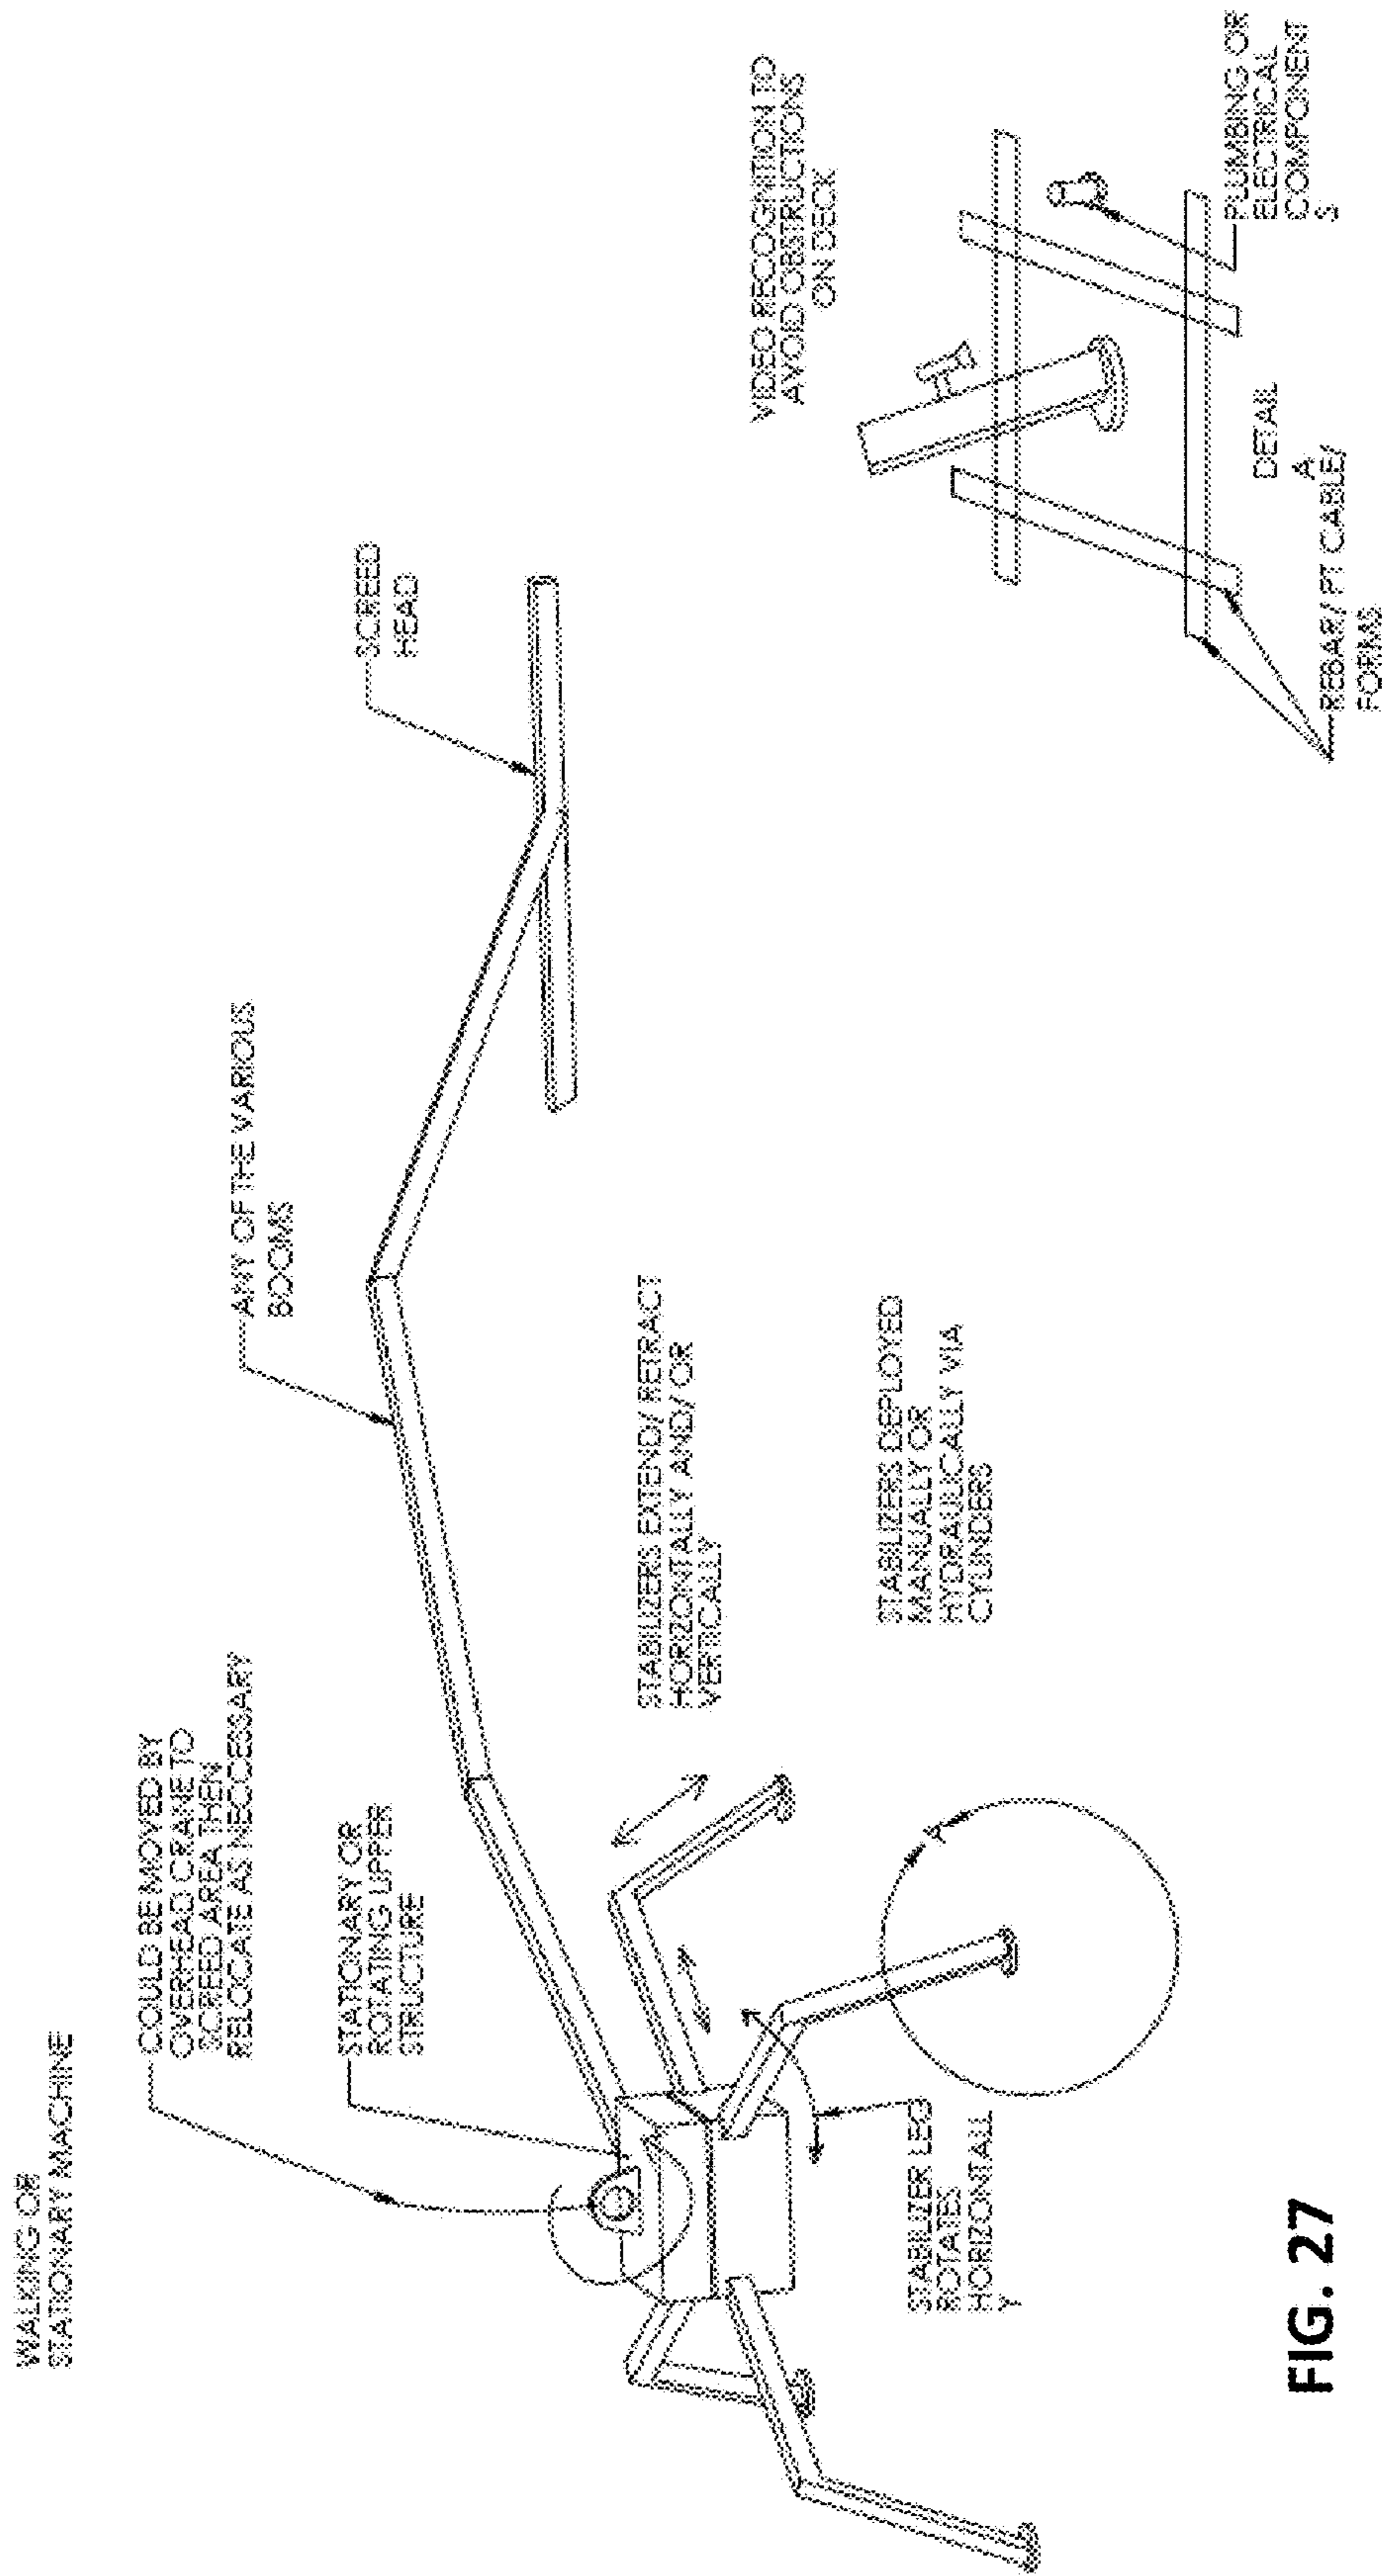 WALKING OR
STATIONARY MACHINE
COULD BE MOVED BY
OVERHEAD CRANE TO
SCREED AREA THEN
RELOCATE AS NECCESSARY
STATIONARY OR
ROTATING UPPER
STRUCTURE
ANY OF THE VARIOUS
BOOMS
SCREED
HEAD
STABILIZERS EXTEND/ RETRACT
HORIZONTALLY AND/ OR
VERTICALLY
STABILIZERS DEPLOYED
MANUALLY OR
HYDRAULICALLY VIA
CYLINDERS
STABILIZER LEG
ROTATES
HORIZONTALL
Y
A
VIDEO RECOGNITION TO
AVOID OBSTRUCTIONS
ON DECK
PLUMBING OR
ELECTRICAL
COMPONENT
S
DETAIL
A
REBAR/ PT CABLE/
FORMS
FIG. 27